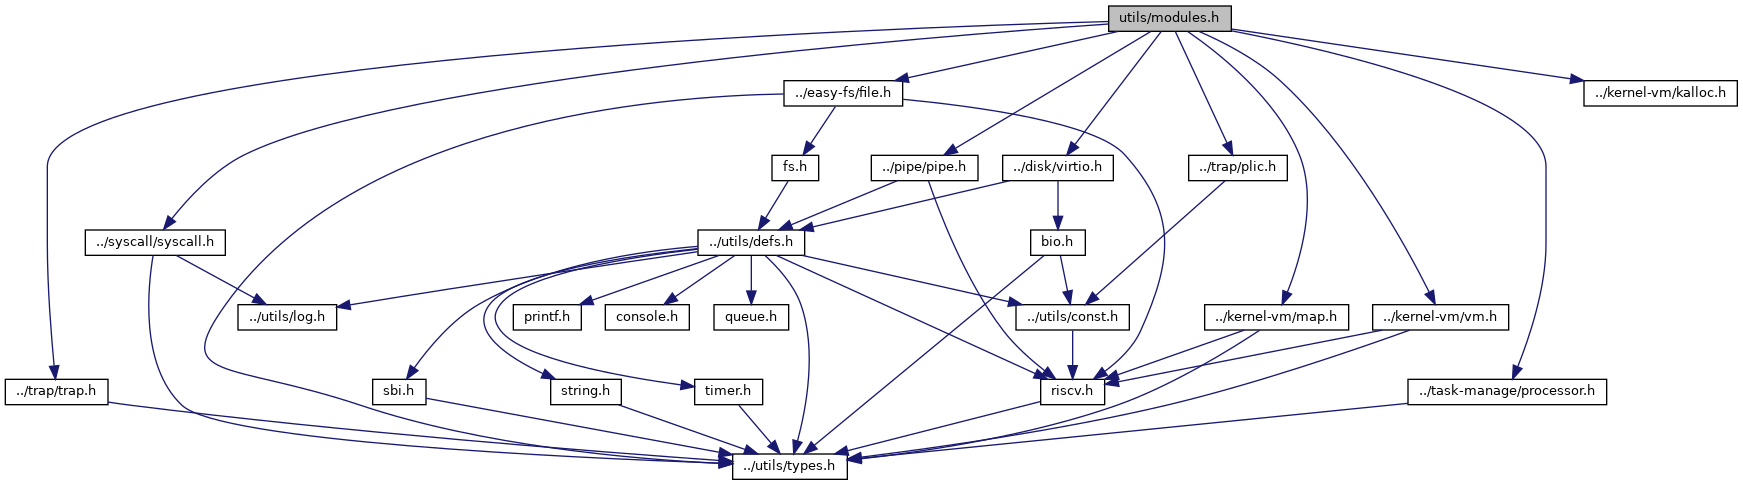 utils/modules.h
../easy-fs/file.h
../kernel-vm/kalloc.h
fs.h
../pipe/pipe.h
../disk/virtio.h
../trap/plic.h
../syscall/syscall.h
../utils/defs.h
bio.h
../utils/log.h
printf.h
console.h
queue.h
../utils/const.h
../kernel-vm/map.h
../kernel-vm/vm.h
../trap/trap.h
sbi.h
string.h
timer.h
riscv.h
../task-manage/processor.h
../utils/types.h